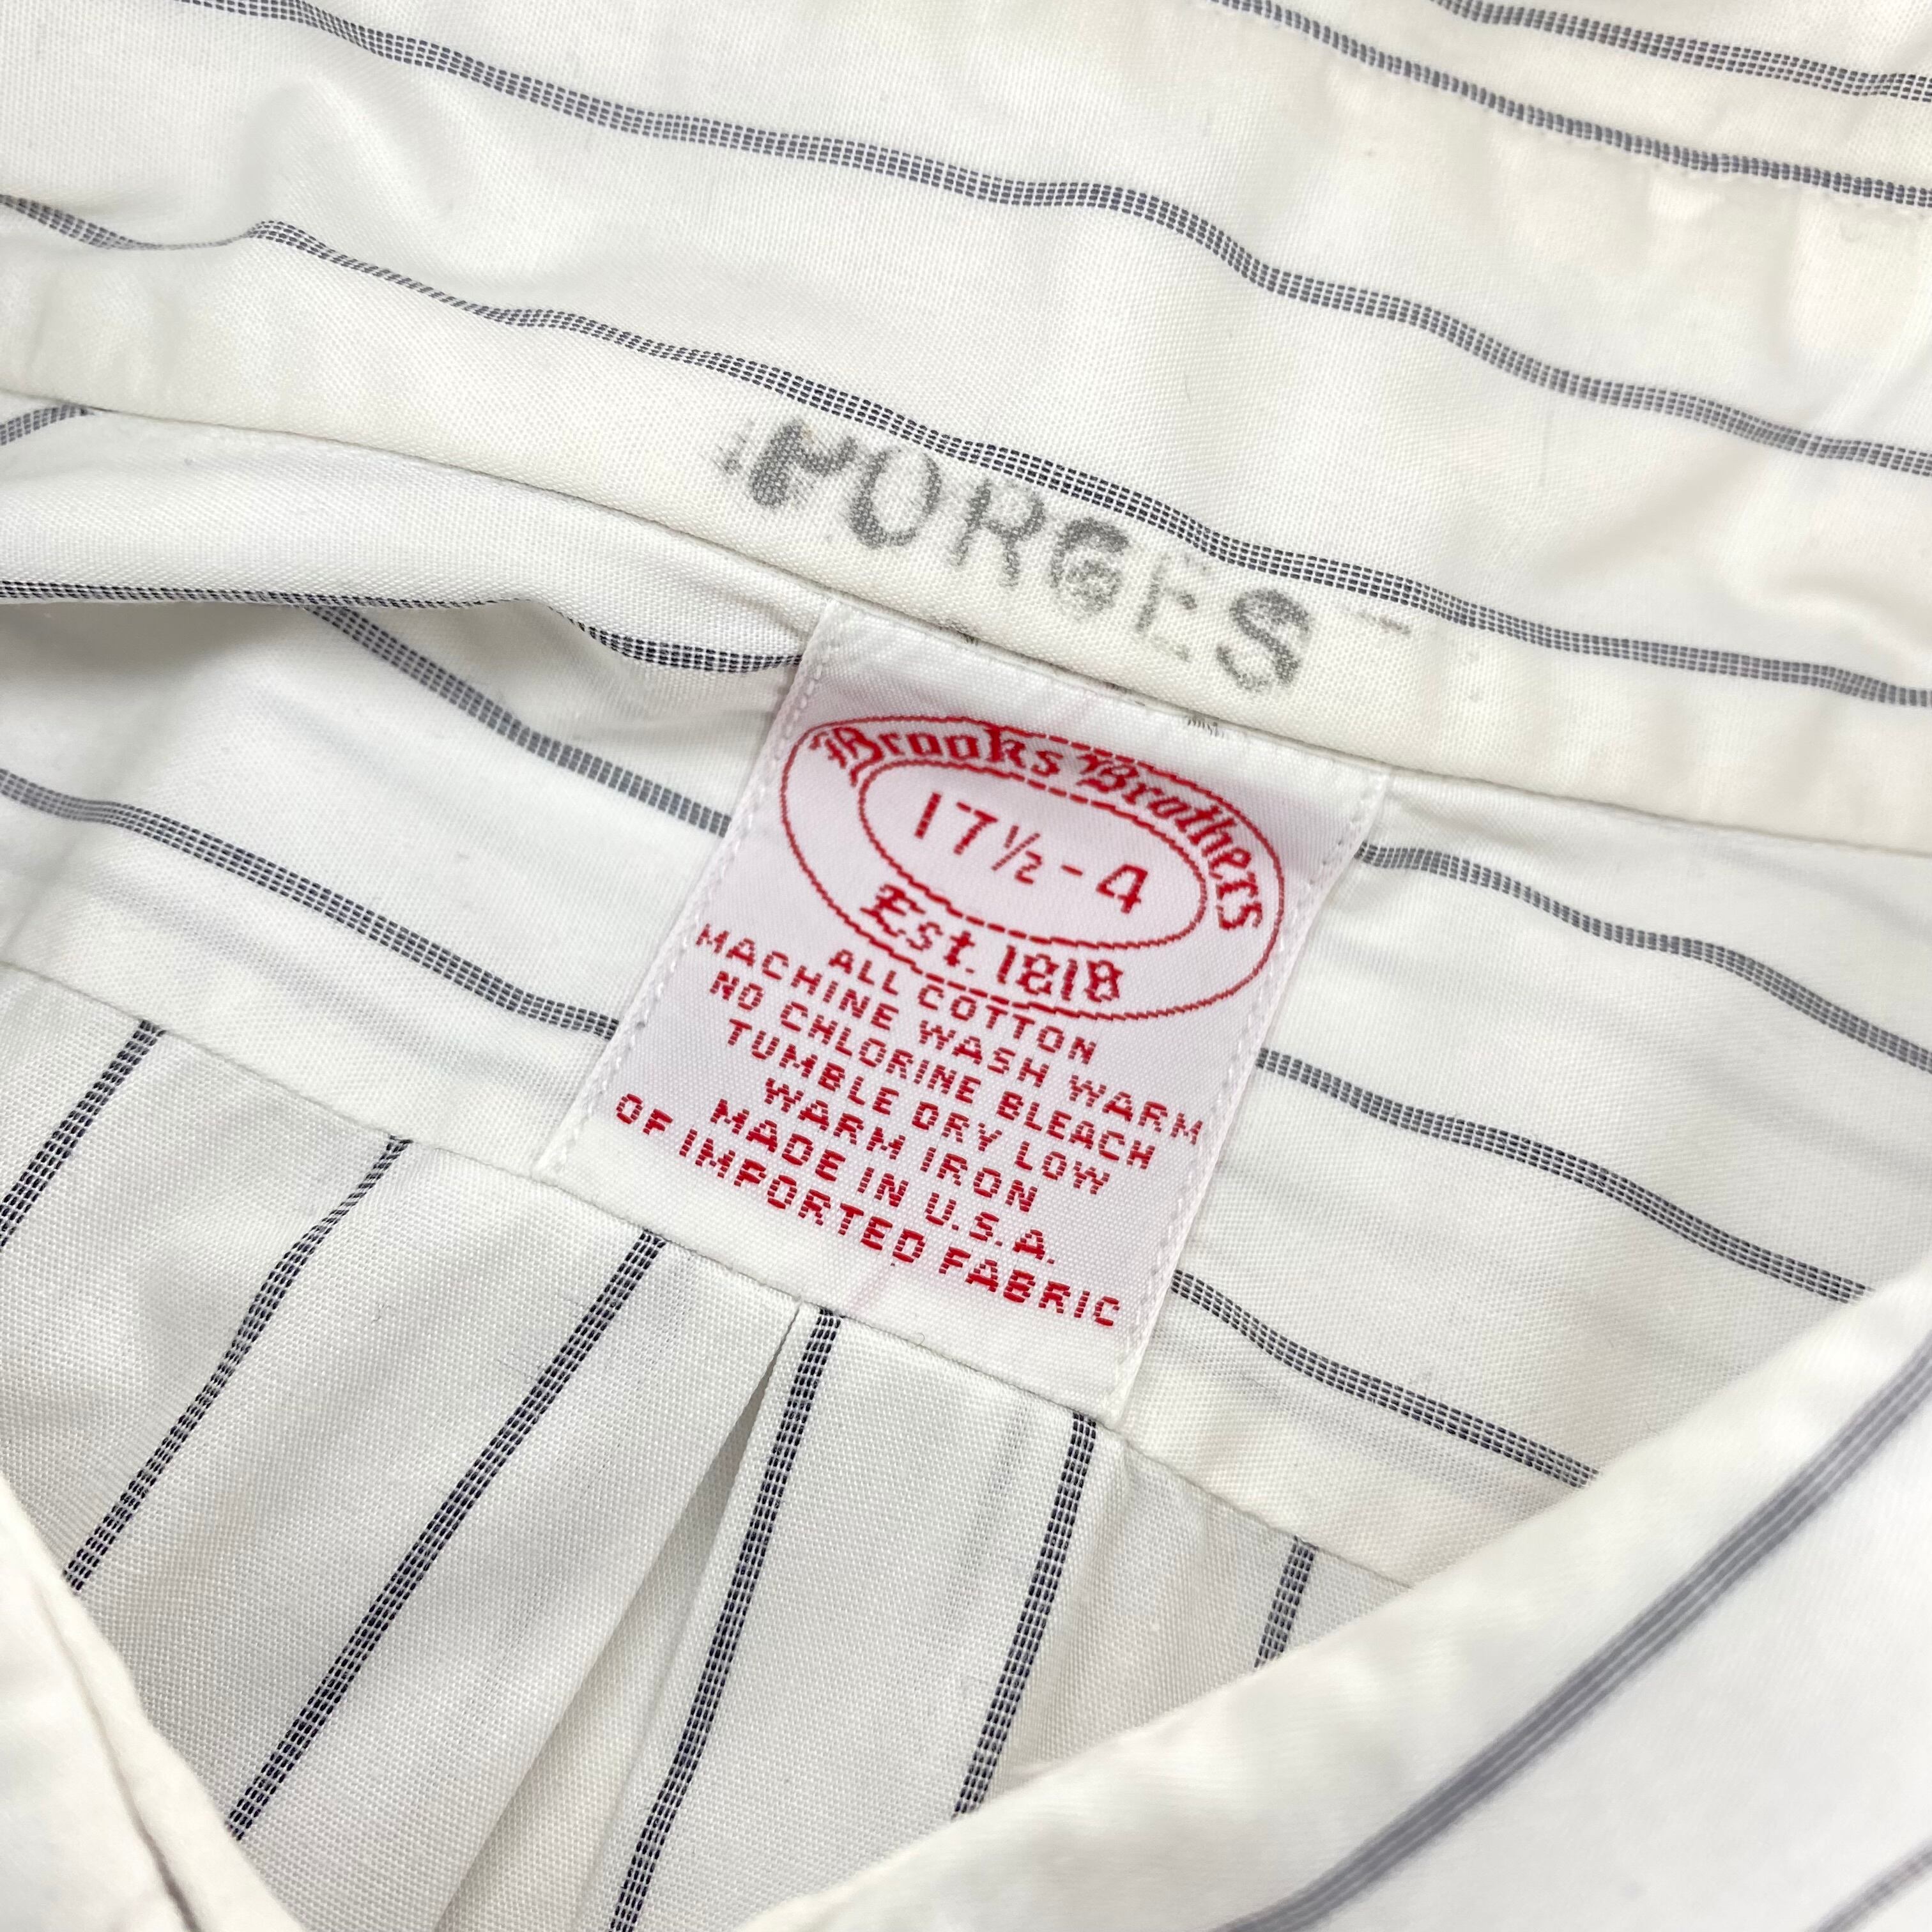 PORGES
Brooks Brothers
17½-4
Est. 1818
ALL COTTON
MACHINE WASH WARM
NO CHLORINE BLEACH
TUMBLE DRY LOW
WARM IRON
MADE IN U.S.A.
OF IMPORTED FABRIC